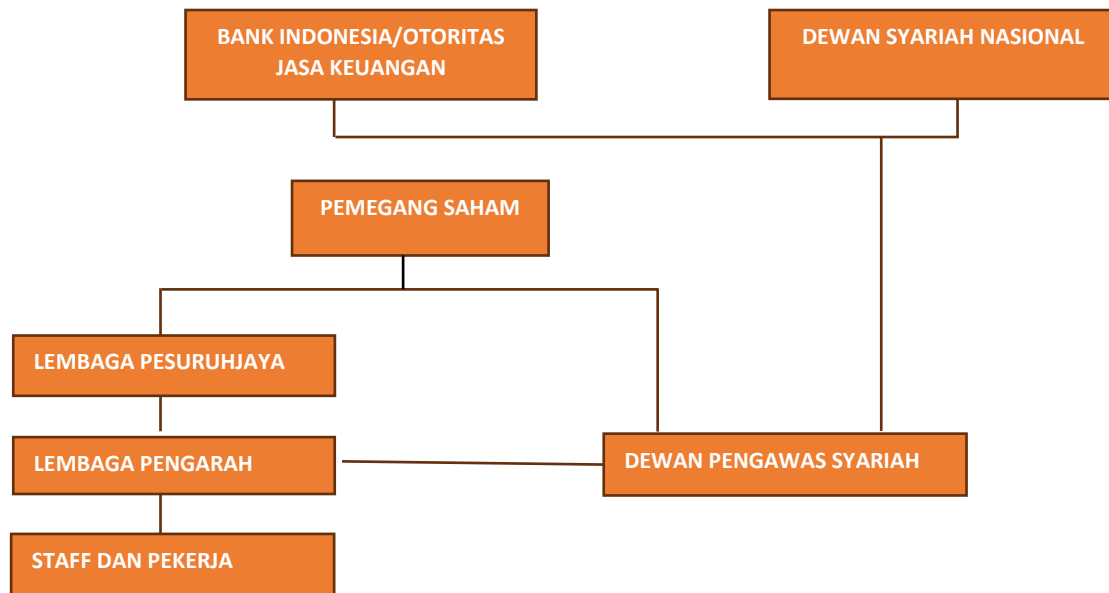 BANK INDONESIA/OTORITAS
JASA KEUANGAN
DEWAN SYARIAH NASIONAL
PEMEGANG SAHAM
LEMBAGA PESURUHJAYA
LEMBAGA PENGARAH
DEWAN PENGAWAS SYARIAH
STAFF DAN PEKERJA